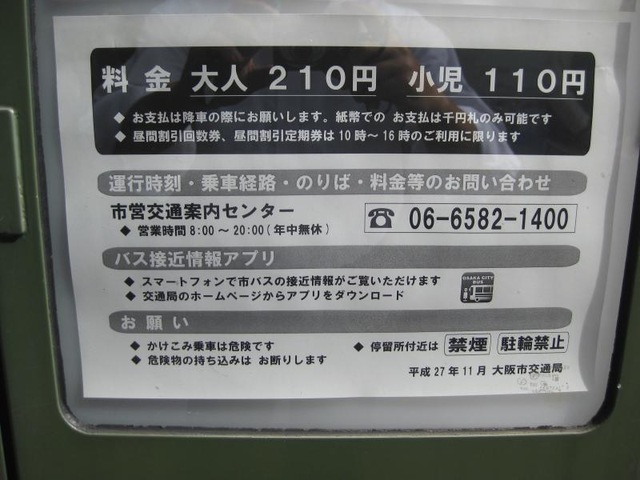 料金 大人 210円 小児 110円
◆ お支払は降車の際にお願いします。紙幣での お支払は千円札のみ可能です
◆ 昼間割引回数券、昼間割引定期券は10時～16時のご利用に限ります
運行時刻・乗車経路・のりば・料金等のお問い合わせ
市営交通案内センター
☎ 06-6582-1400
◆ 営業時間8:00～20:00(年中無休)
バス接近情報アプリ
◆ スマートフォンで市バスの接近情報がご覧いただけます
◆ 交通局のホームページからアプリをダウンロード
OSAKA CITY
BUS
お願い
◆ かけこみ乗車は危険です
◆ 危険物の持ち込みは お断りします
◆ 停留所付近は 禁煙 駐輪禁止
平成27年11月 大阪市交通局